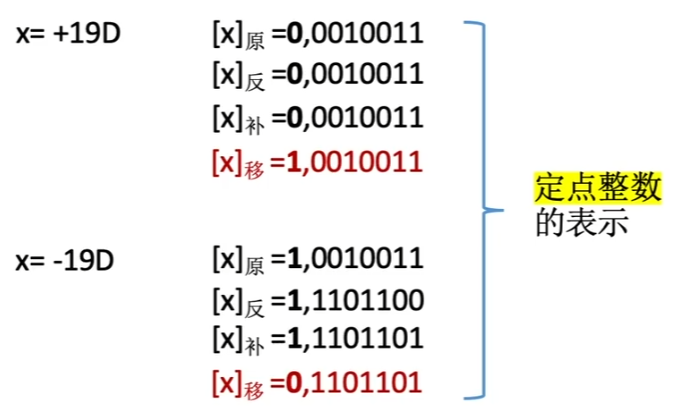 x= +19D
[x]原 =0,0010011
[x]反 =0,0010011
[x]补 =0,0010011
[x]移 =1,0010011
x= -19D
[x]原 =1,0010011
[x]反 =1,1101100
[x]补 =1,1101101
[x]移 =0,1101101
定点整数
的表示